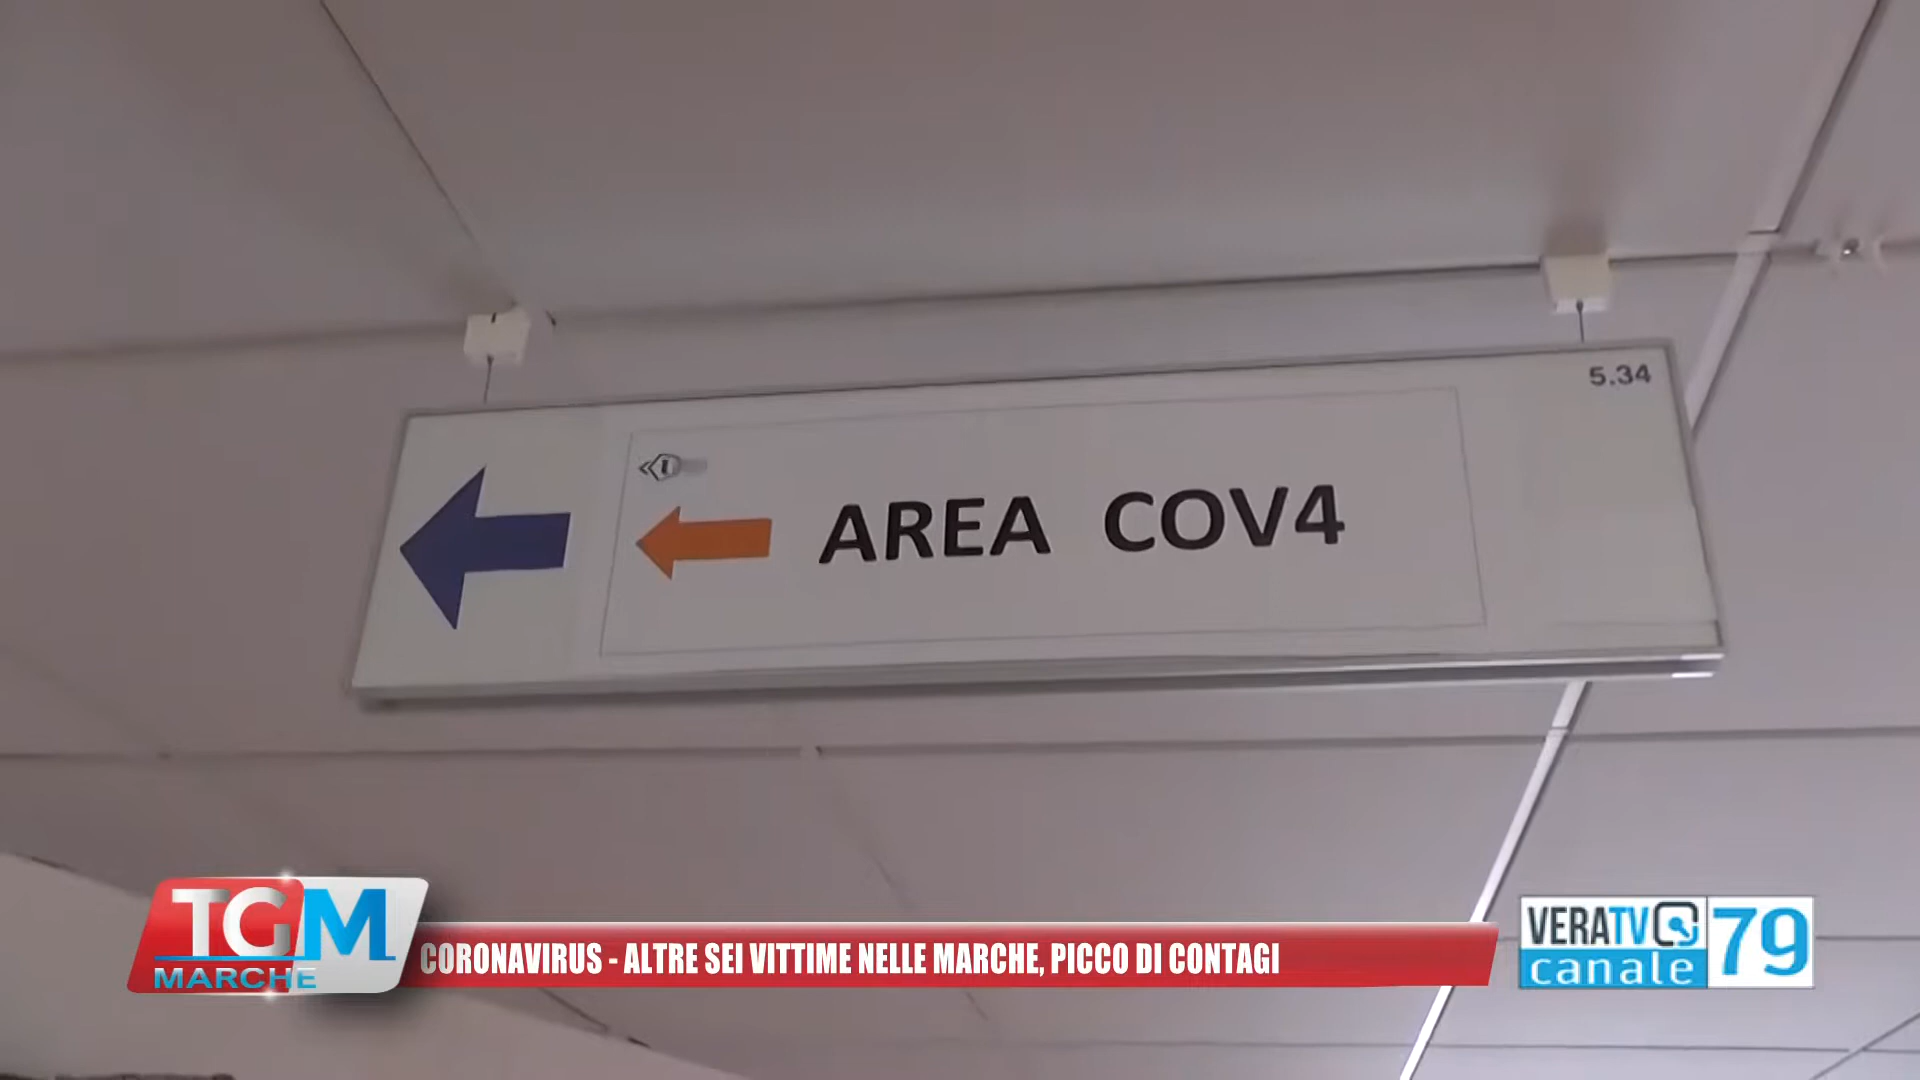 5.34
AREA COV4
TGM
MARCHE
CORONAVIRUS - ALTRE SEI VITTIME NELLE MARCHE, PICCO DI CONTAGI
VERATV
canale
79